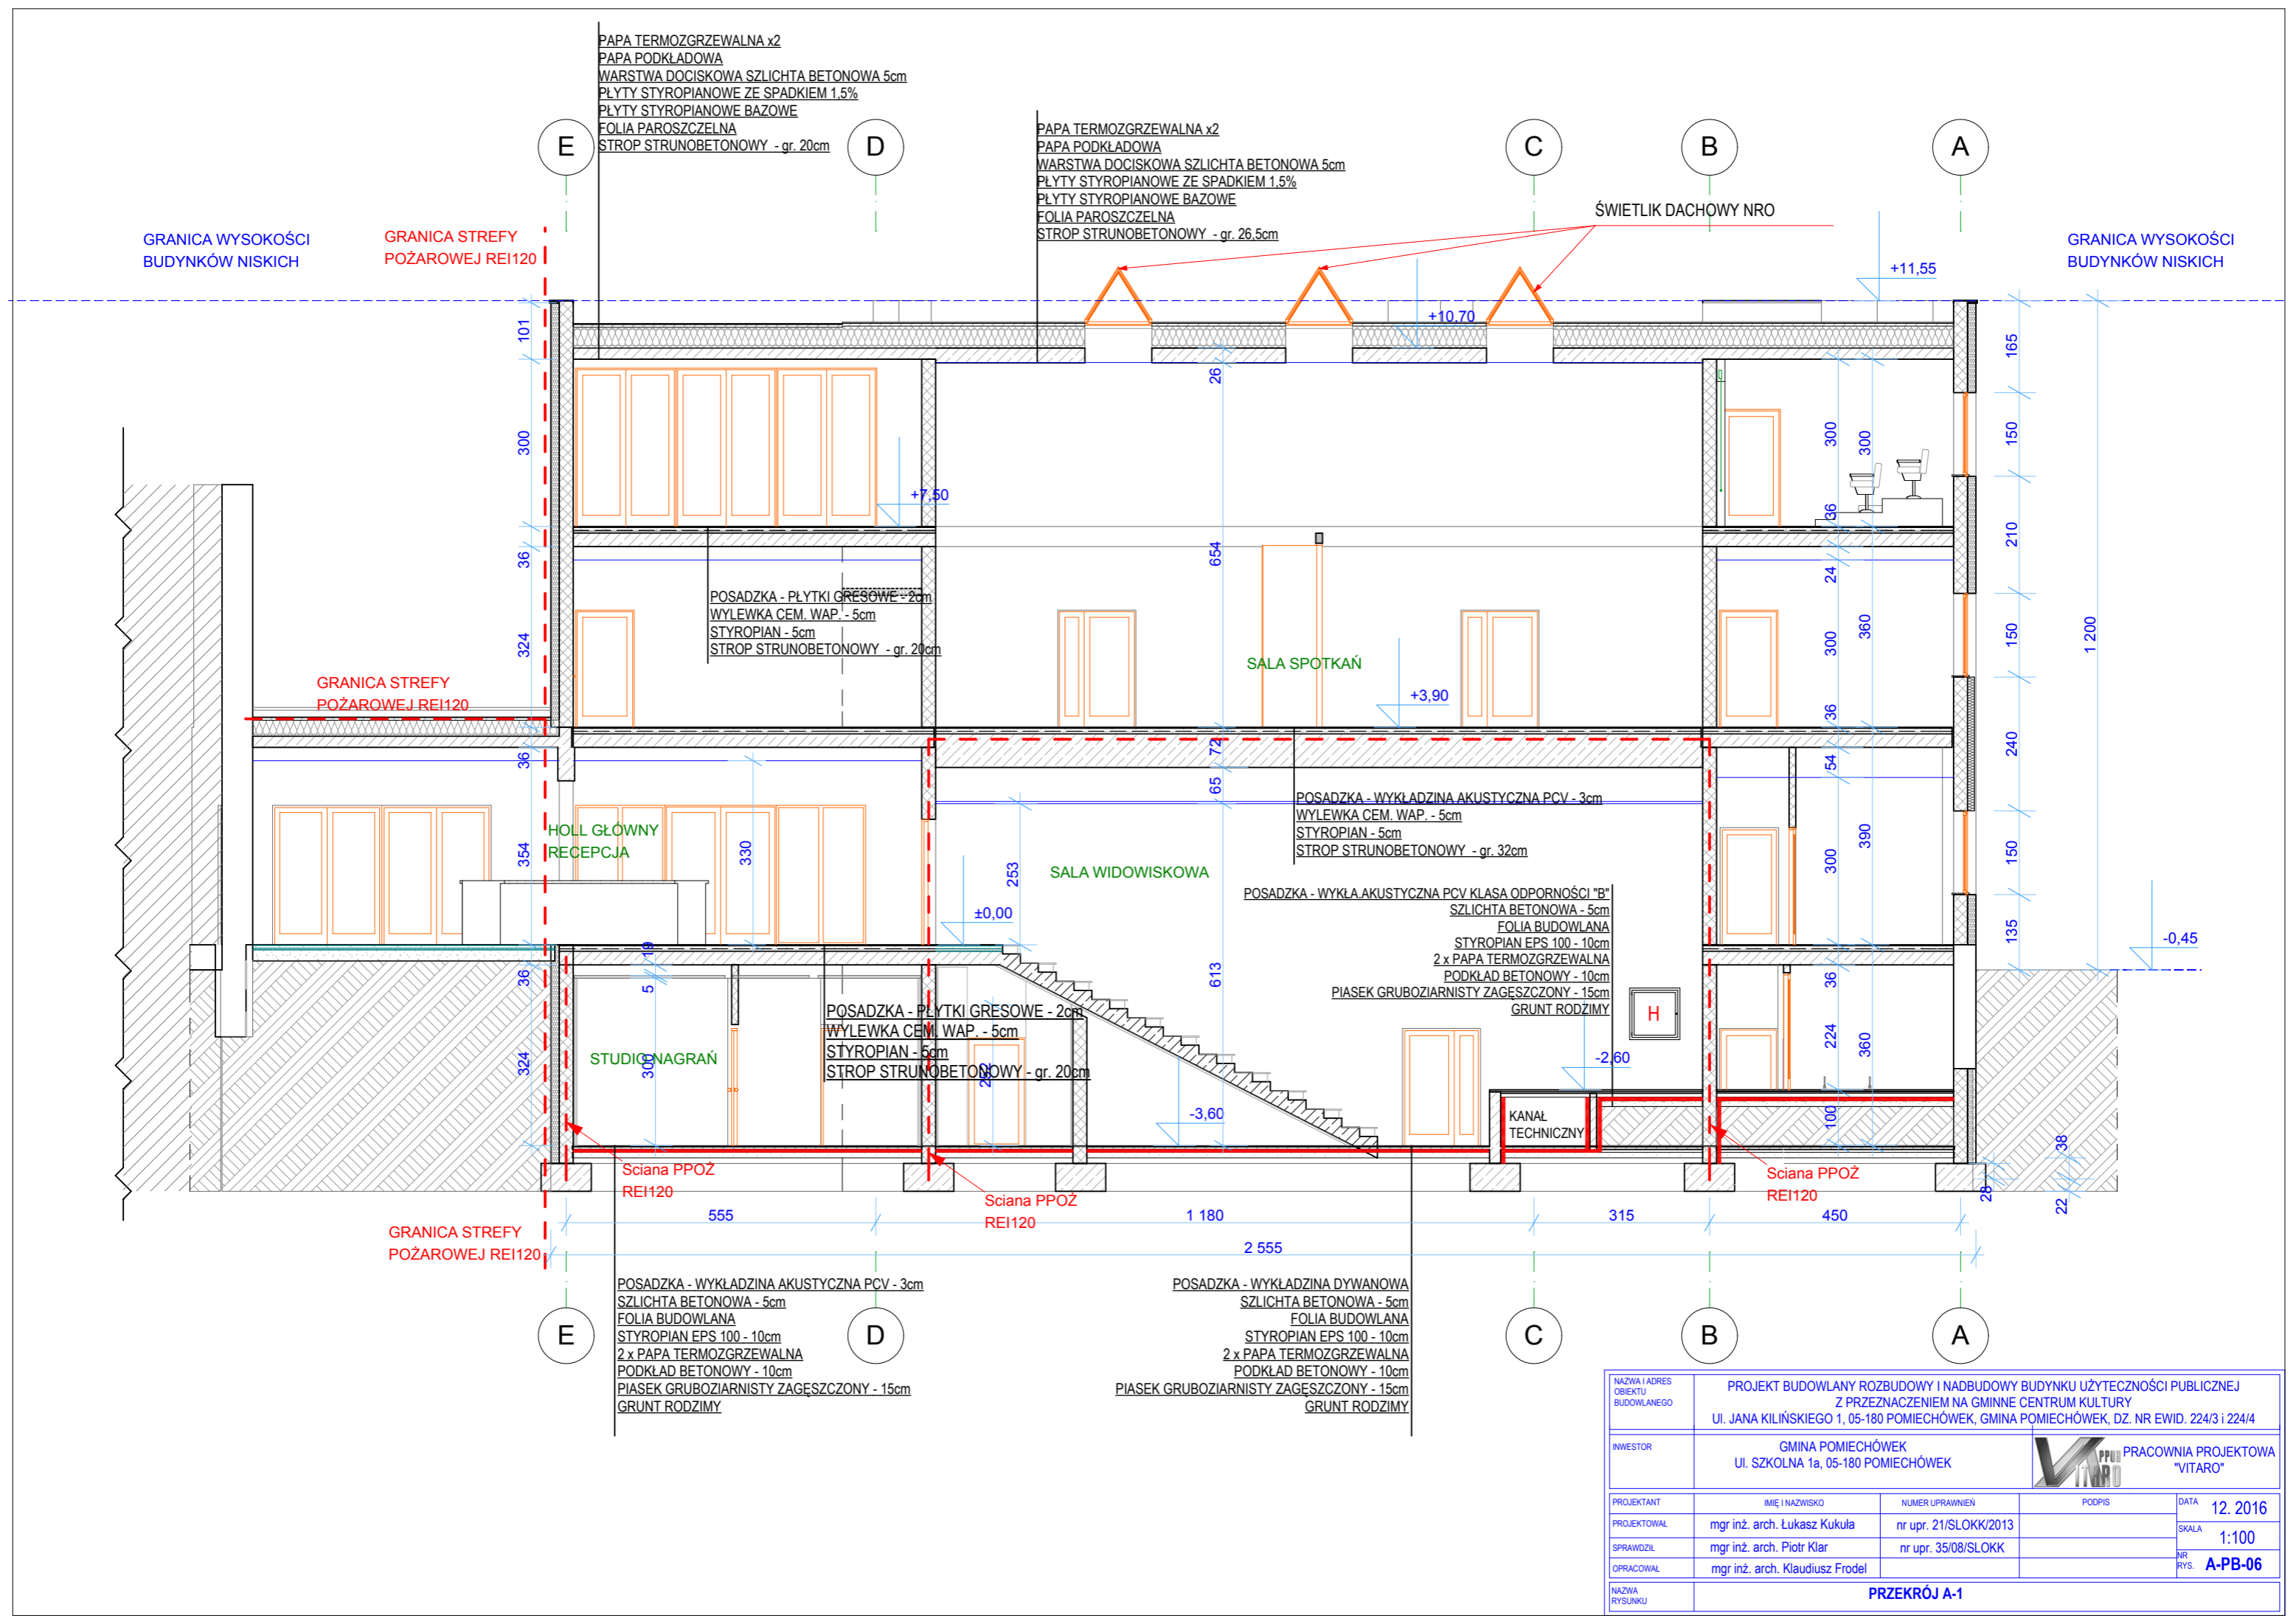 PAPA TERMOZGRZEWALNA x2
PAPA PODKŁADOWA
WARSTWA DOCISKOWA SZLICHTA BETONOWA 5cm
PŁYTY STYROPIANOWE ZE SPADKIEM 1,5%
PŁYTY STYROPIANOWE BAZOWE
FOLIA PAROSZCZELNA
STROP STRUNOBETONOWY - gr. 20cm
PAPA TERMOZGRZEWALNA x2
PAPA PODKŁADOWA
WARSTWA DOCISKOWA SZLICHTA BETONOWA 5cm
PŁYTY STYROPIANOWE ZE SPADKIEM 1,5%
PŁYTY STYROPIANOWE BAZOWE
FOLIA PAROSZCZELNA
STROP STRUNOBETONOWY - gr. 26,5cm
E
D
C
B
A
ŚWIETLIK DACHOWY NRO
GRANICA WYSOKOŚCI
BUDYNKÓW NISKICH
GRANICA STREFY
POŻAROWEJ REI120
GRANICA WYSOKOŚCI
BUDYNKÓW NISKICH
+11,55
+10,70
101
26
165
300
300
300
150
+7,50
36
36
654
210
24
POSADZKA - PŁYTKI GRESOWE - 2cm
WYLEWKA CEM. WAP. - 5cm
STYROPIAN - 5cm
STROP STRUNOBETONOWY - gr. 20cm
324
300
360
150
1 200
SALA SPOTKAŃ
GRANICA STREFY
POŻAROWEJ REI120
+3,90
36
36
72
54
240
65
POSADZKA - WYKŁADZINA AKUSTYCZNA PCV - 3cm
WYLEWKA CEM. WAP. - 5cm
STYROPIAN - 5cm
STROP STRUNOBETONOWY - gr. 32cm
HOLL GŁÓWNY
RECEPCJA
354
330
253
SALA WIDOWISKOWA
300
390
150
±0,00
POSADZKA - WYKŁA.AKUSTYCZNA PCV KLASA ODPORNOŚCI "B"
SZLICHTA BETONOWA - 5cm
FOLIA BUDOWLANA
STYROPIAN EPS 100 - 10cm
2 x PAPA TERMOZGRZEWALNA
PODKŁAD BETONOWY - 10cm
PIASEK GRUBOZIARNISTY ZAGĘSZCZONY - 15cm
GRUNT RODZIMY
135
-0,45
19
36
5
613
36
H
POSADZKA - PŁYTKI GRESOWE - 2cm
WYLEWKA CEM. WAP. - 5cm
STYROPIAN - 5cm
STROP STRUNOBETONOWY - gr. 20cm
STUDIO NAGRAŃ
324
300
-2,60
224
360
-3,60
KANAŁ
TECHNICZNY
100
38
28
22
Sciana PPOŻ
REI120
Sciana PPOŻ
REI120
Sciana PPOŻ
REI120
555
1 180
315
450
GRANICA STREFY
POŻAROWEJ REI120
2 555
E
D
C
B
A
POSADZKA - WYKŁADZINA AKUSTYCZNA PCV - 3cm
SZLICHTA BETONOWA - 5cm
FOLIA BUDOWLANA
STYROPIAN EPS 100 - 10cm
2 x PAPA TERMOZGRZEWALNA
PODKŁAD BETONOWY - 10cm
PIASEK GRUBOZIARNISTY ZAGĘSZCZONY - 15cm
GRUNT RODZIMY
POSADZKA - WYKŁADZINA DYWANOWA
SZLICHTA BETONOWA - 5cm
FOLIA BUDOWLANA
STYROPIAN EPS 100 - 10cm
2 x PAPA TERMOZGRZEWALNA
PODKŁAD BETONOWY - 10cm
PIASEK GRUBOZIARNISTY ZAGĘSZCZONY - 15cm
GRUNT RODZIMY
NAZWA I ADRES
OBIEKTU
BUDOWLANEGO
PROJEKT BUDOWLANY ROZBUDOWY I NADBUDOWY BUDYNKU UŻYTECZNOŚCI PUBLICZNEJ
Z PRZEZNACZENIEM NA GMINNE CENTRUM KULTURY
Ul. JANA KILIŃSKIEGO 1, 05-180 POMIECHÓWEK, GMINA POMIECHÓWEK, DZ. NR EWID. 224/3 i 224/4
INWESTOR
GMINA POMIECHÓWEK
Ul. SZKOLNA 1a, 05-180 POMIECHÓWEK
PPUH
VITARO
PRACOWNIA PROJEKTOWA
"VITARO"
PROJEKTANT
IMIĘ I NAZWISKO
NUMER UPRAWNIEŃ
PODPIS
DATA
12. 2016
PROJEKTOWAŁ
mgr inż. arch. Łukasz Kukuła
nr upr. 21/SLOKK/2013
SKALA
1:100
SPRAWDZIŁ
mgr inż. arch. Piotr Klar
nr upr. 35/08/SLOKK
OPRACOWAŁ
mgr inż. arch. Klaudiusz Frodel
NR
RYS.
A-PB-06
NAZWA
RYSUNKU
PRZEKRÓJ A-1